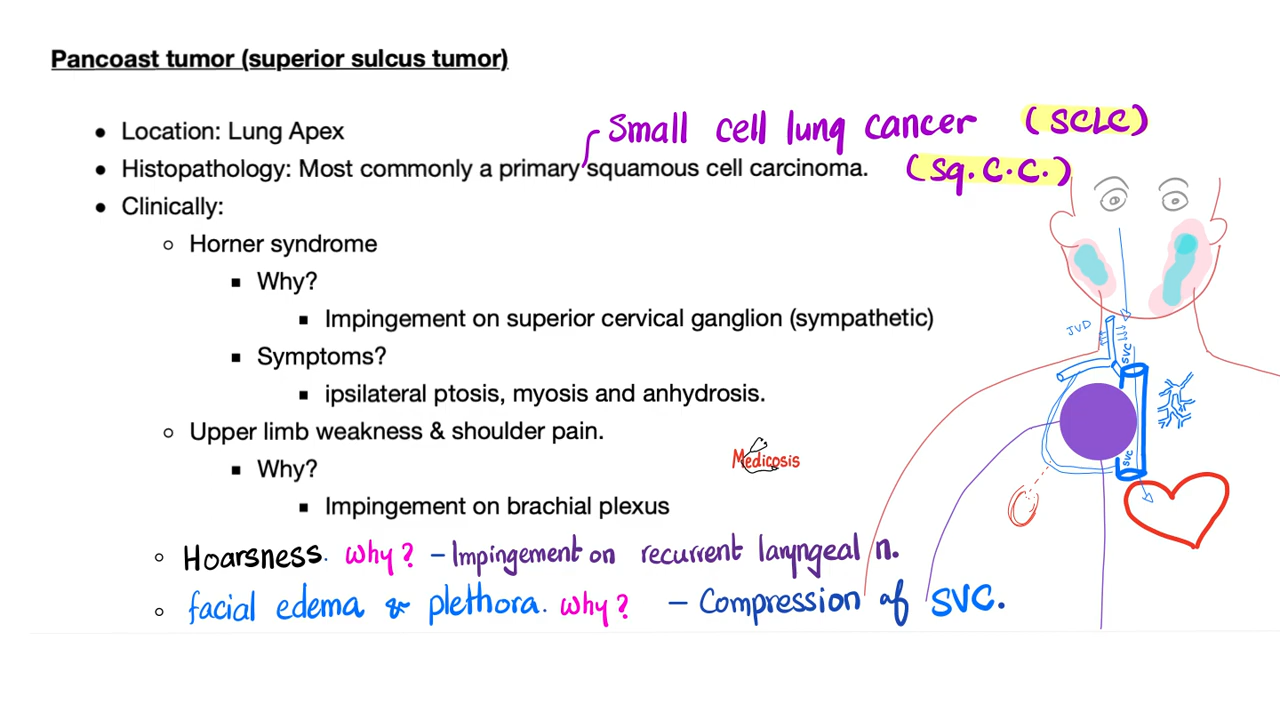 Pancoast tumor (superior sulcus tumor)
Small cell lung cancer (SCLC)
• Location: Lung Apex
• Histopathology: Most commonly a primary squamous cell carcinoma. (Sq.C.C.)
• Clinically:
◦ Horner syndrome
▪ Why?
▪ Impingement on superior cervical ganglion (sympathetic)
▪ Symptoms?
▪ ipsilateral ptosis, myosis and anhydrosis.
◦ Upper limb weakness & shoulder pain.
▪ Why?
▪ Impingement on brachial plexus
◦ Hoarsness. Why? – Impingement on recurrent laryngeal n.
◦ facial edema & plethora. Why? – Compression of SVC.
Medicosis
JVD
SVC
SVC